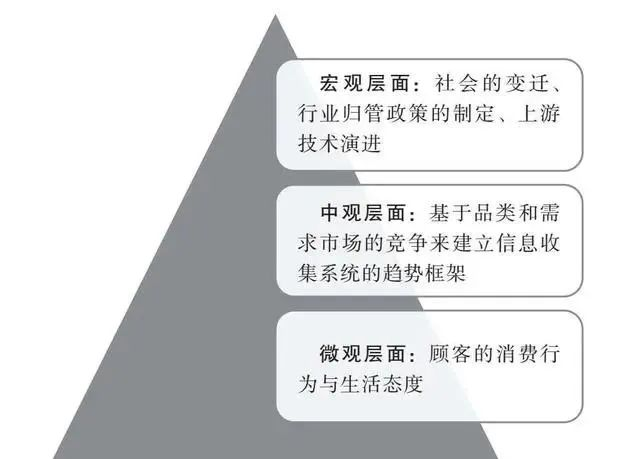 宏观层面：社会的变迁、
行业归管政策的制定、上游
技术演进
中观层面：基于品类和需
求市场的竞争来建立信息收
集系统的趋势框架
微观层面：顾客的消费行
为与生活态度